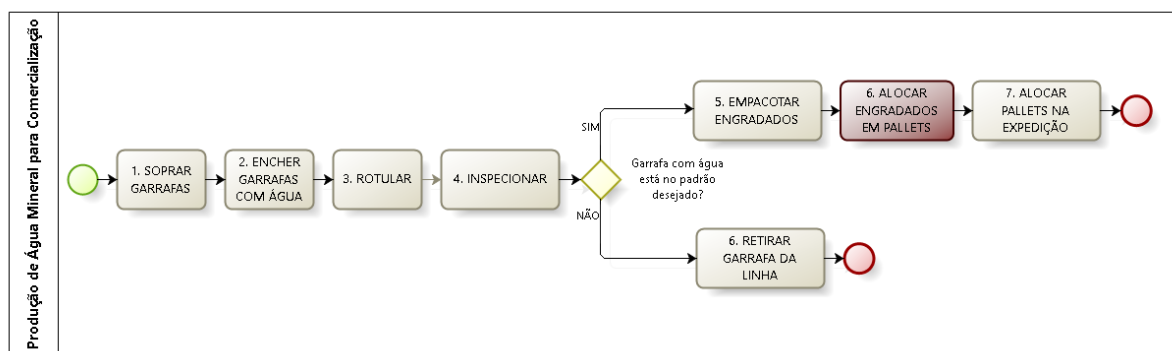 Produção de Água Mineral para Comercialização
1. SOPRAR
GARRAFAS
2. ENCHER
GARRAFAS
COM ÁGUA
3. ROTULAR
4. INSPECIONAR
Garrafa com água
está no padrão
desejado?
SIM
5. EMPACOTAR
ENGRADADOS
6. ALOCAR
ENGRADADOS
EM PALLETS
7. ALOCAR
PALLETS NA
EXPEDIÇÃO
NÃO
6. RETIRAR
GARRAFA DA
LINHA